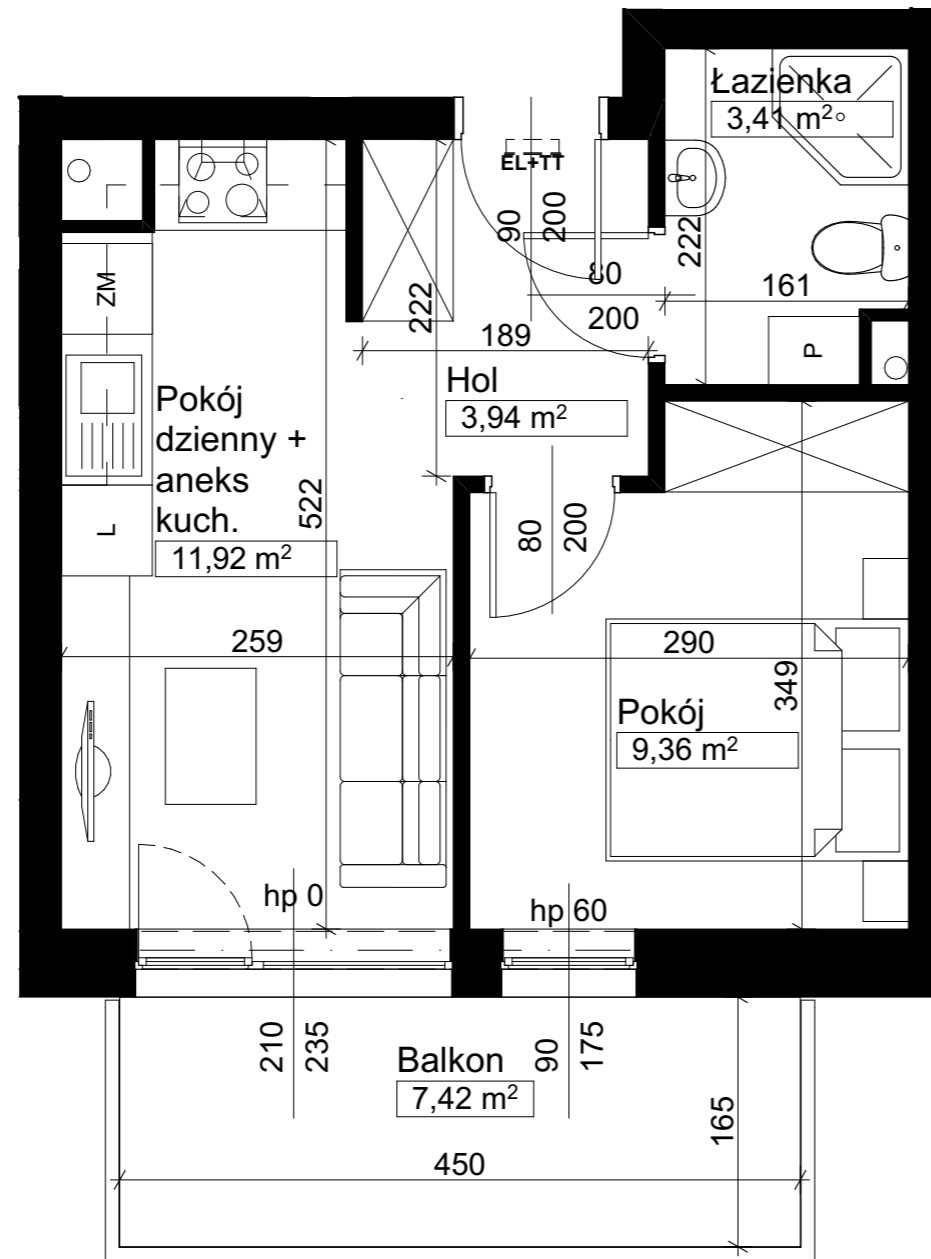 Łazienka
3,41 m²
EL+TT
90
200
222
80
200
161
ZM
222
189
P
Hol
3,94 m²
Pokój
dzienny +
aneks
kuch.
11,92 m²
522
L
80
200
259
290
349
Pokój
9,36 m²
hp 0
hp 60
210
235
Balkon
7,42 m²
90
175
165
450